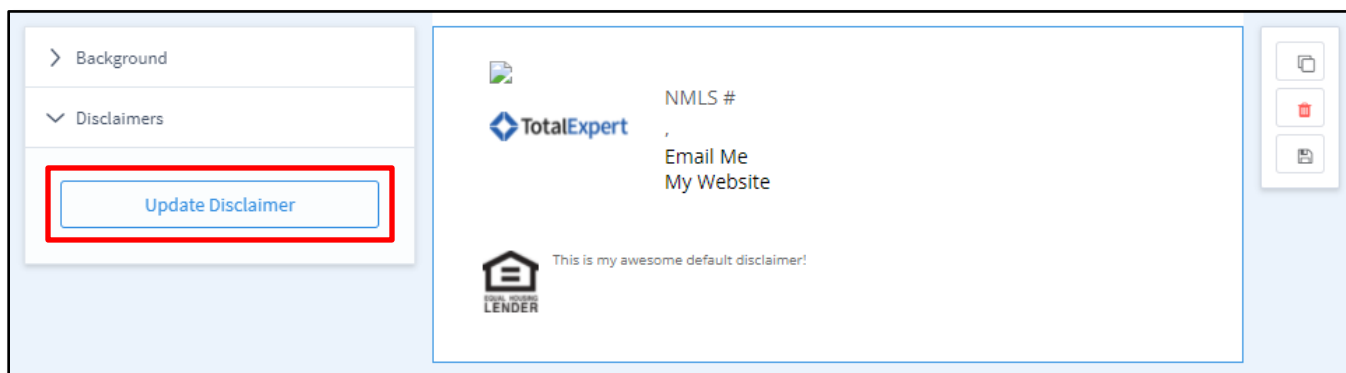 Background
Disclaimers
Update Disclaimer
TotalExpert
NMLS #
,
Email Me
My Website
EQUAL HOUSING
LENDER
This is my awesome default disclaimer!